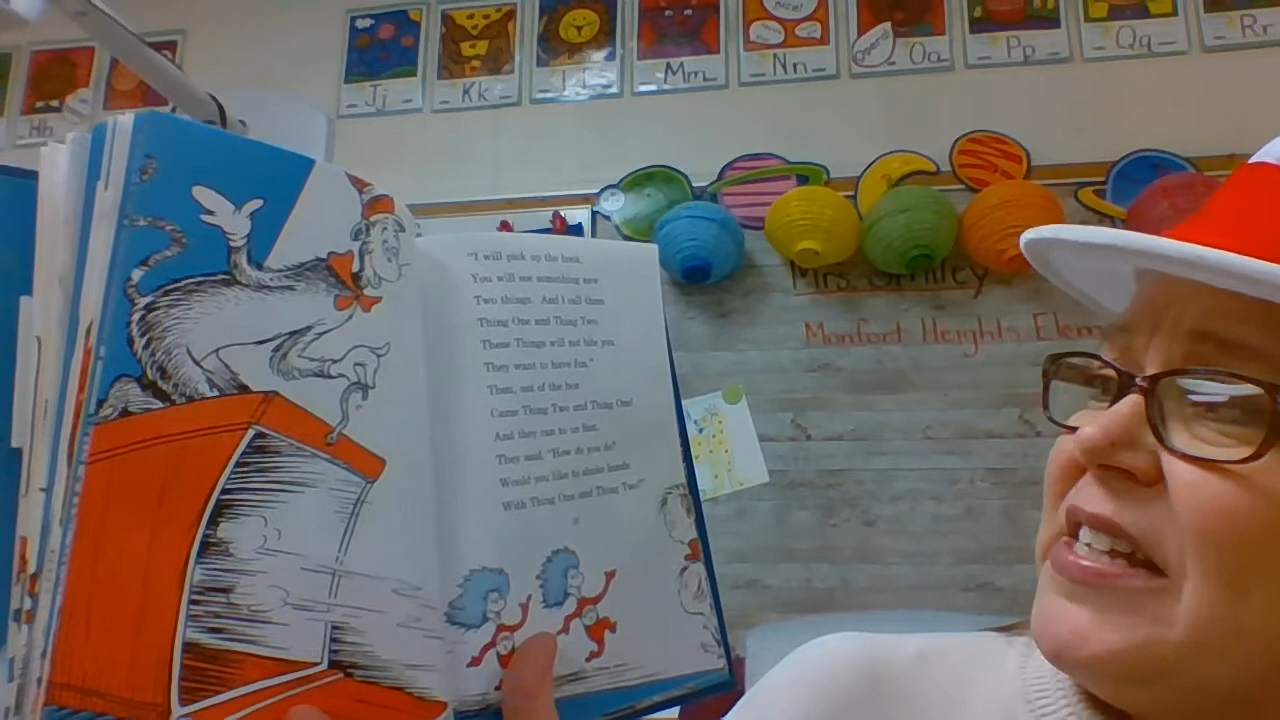 Hh
Jj
Kk
Mm
Nn
Oo
Pp
Qq
Rr
Mrs. Smiley
Monfort Heights Elem
"I will pick up the hook.
You will see something new.
Two things. And I call them
Thing One and Thing Two.
These Things will not bite you.
They want to have fun."
Then, out of the box
Came Thing Two and Thing One!
And they ran to us fast.
They said, "How do you do?
Would you like to shake hands
With Thing One and Thing Two?"